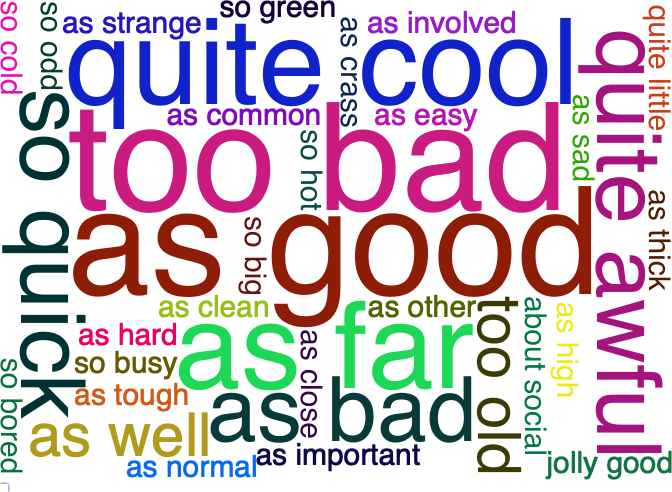 so cold
so odd
as strange
so green
as crass
as involved
quite little
quite cool
quite awful
as common
as easy
as sad
so quick
too bad
so hot
as thick
as good
so big
as clean
as other
as hard
as far
too old
about social
as high
so busy
as close
so bored
as tough
as bad
as well
as important
as normal
jolly good